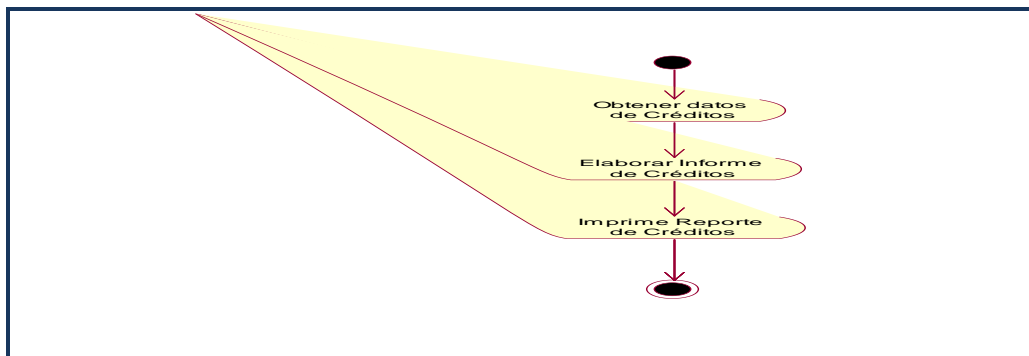 Obtener datos
de Créditos
Elaborar Informe
de Créditos
Imprime Reporte
de Créditos